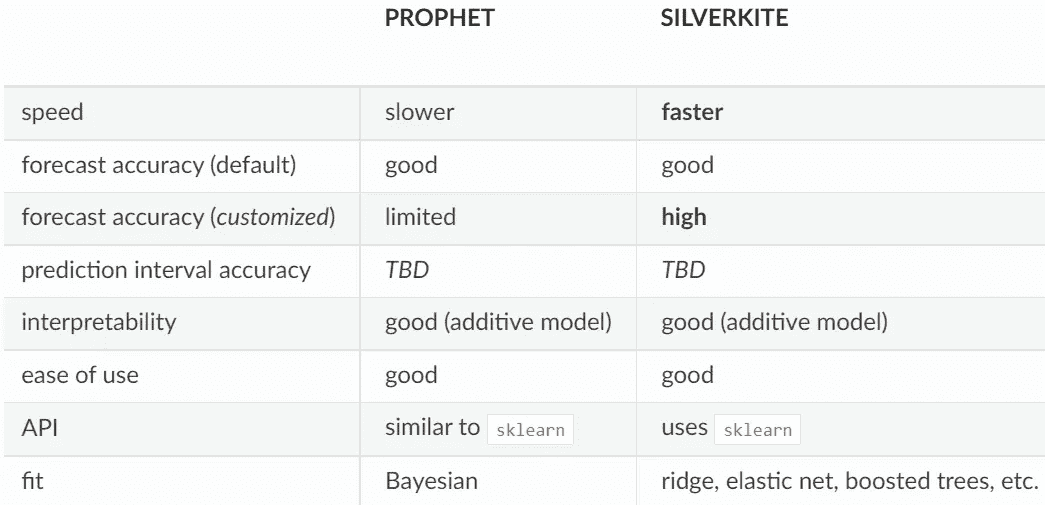 PROPHET SILVERKITE
speed slower faster
forecast accuracy (default) good good
forecast accuracy (customized) limited high
prediction interval accuracy TBD TBD
interpretability good (additive model) good (additive model)
ease of use good good
API similar to sklearn uses sklearn
fit Bayesian ridge, elastic net, boosted trees, etc.